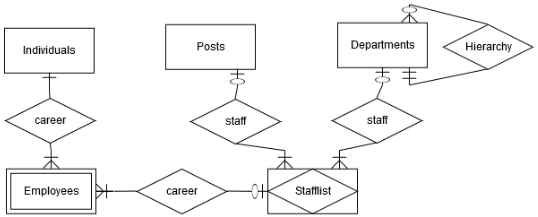 Individuals
Posts
Departments
Hierarchy
career
staff
staff
Employees
career
Stafflist